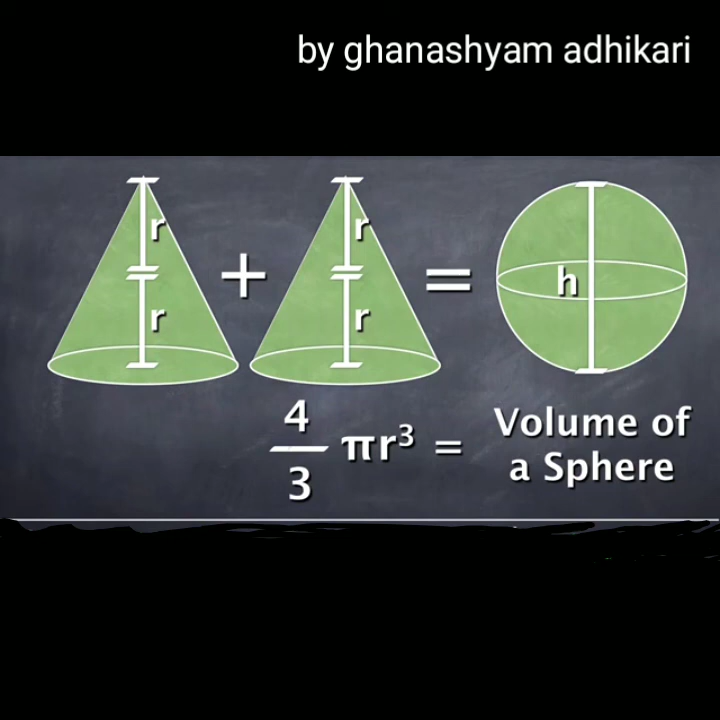 by ghanashyam adhikari
r + r = h
r r
4/3 πr³ = Volume of
a Sphere